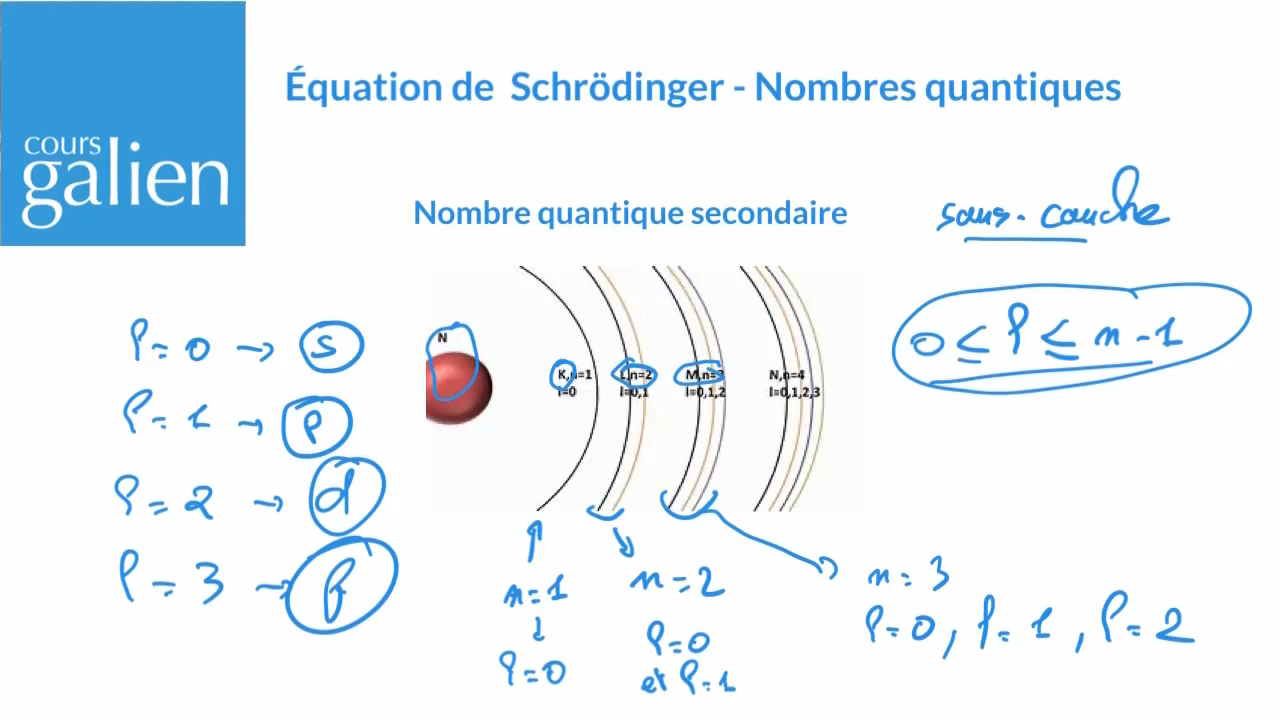 cours
galien
Équation de Schrödinger - Nombres quantiques
Nombre quantique secondaire
sous-couche
0 ≤ l ≤ n - 1
l = 0 → s
l = 1 → p
l = 2 → d
l = 3 → f
N
K,n=1
l=0
L,n=2
l=0,1
M,n=3
l=0,1,2
N,n=4
l=0,1,2,3
n = 1
↓
l = 0
n = 2
l = 0
et l = 1
n = 3
l = 0, l = 1, l = 2